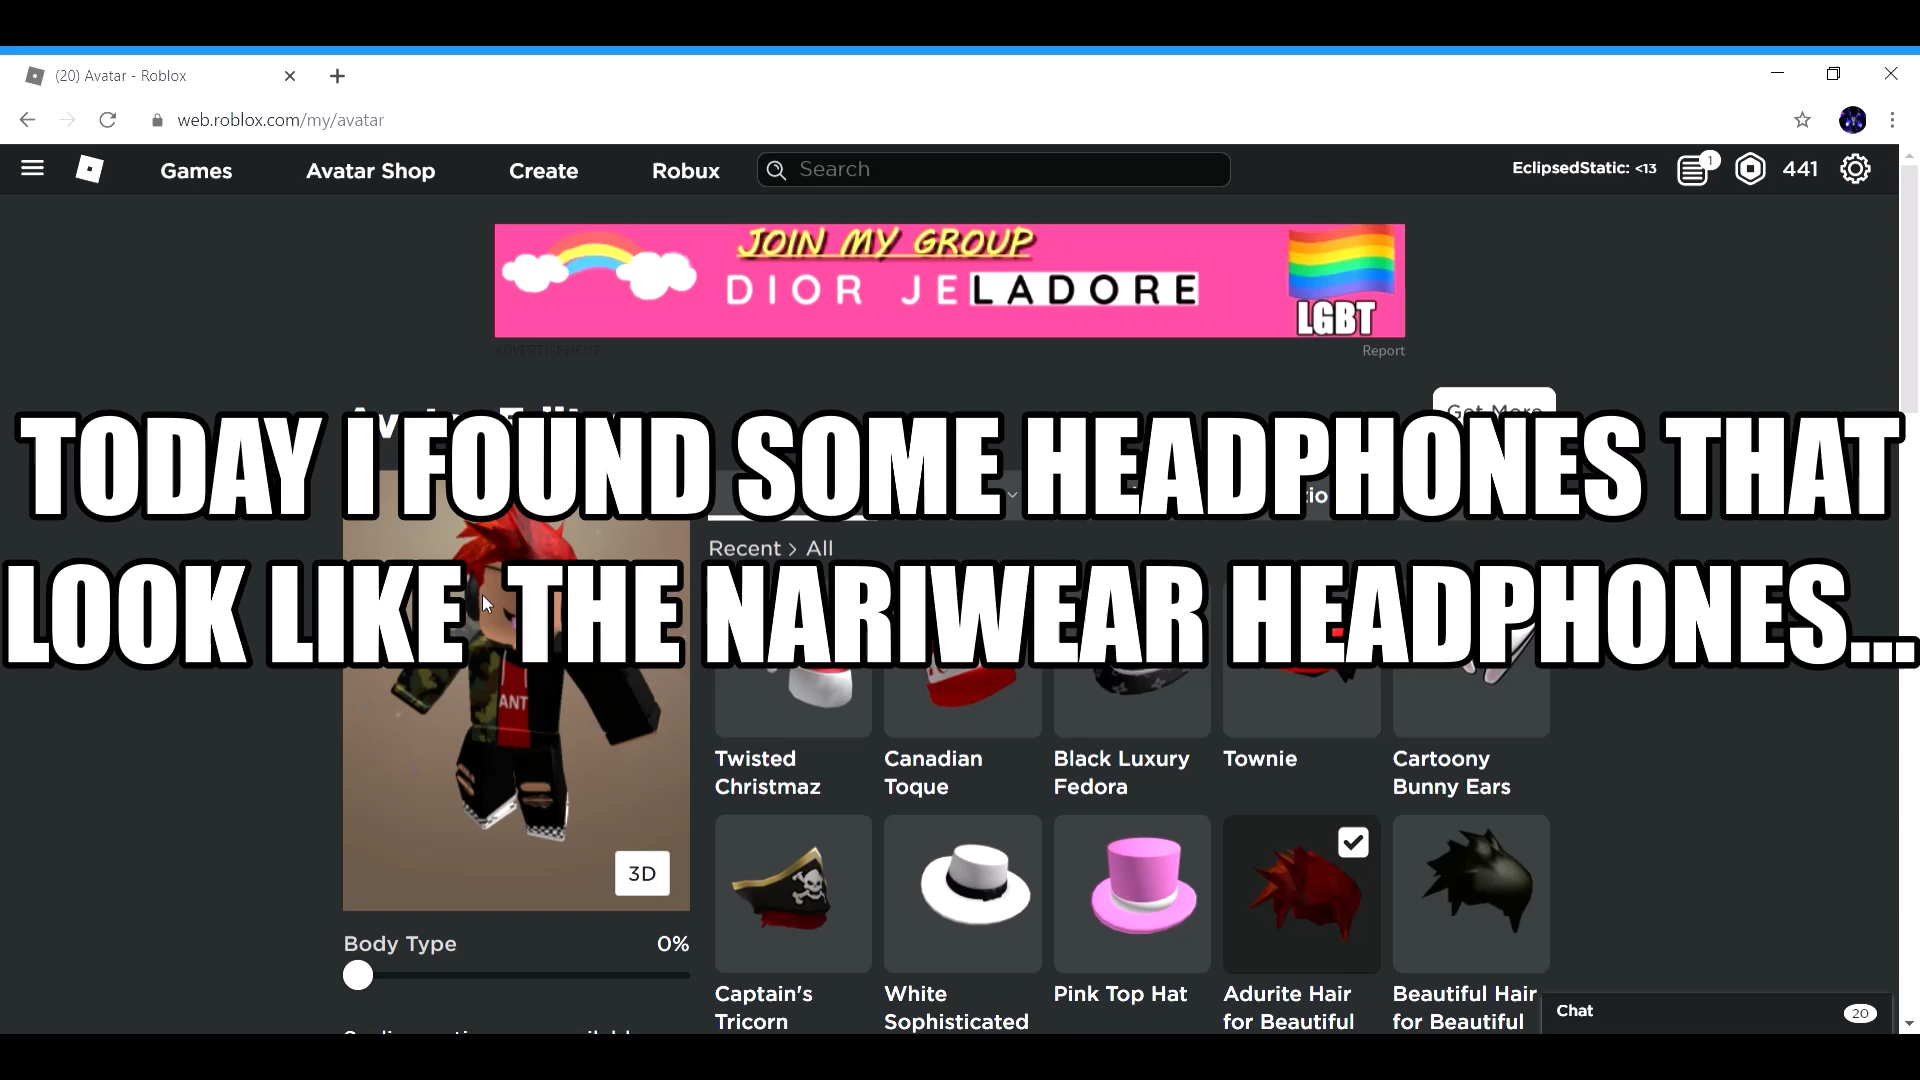 (20) Avatar - Roblox
web.roblox.com/my/avatar
Games
Avatar Shop
Create
Robux
Search
EclipsedStatic: <13
1
441
JOIN MY GROUP
DIOR JELADORE
LGBT
ADVERTISEMENT
Report
TODAY I FOUND SOME HEADPHONES THAT
LOOK LIKE THE NARIWEAR HEADPHONES...
Recent > All
ANT
3D
Body Type
0%
Twisted
Christmaz
Canadian
Toque
Black Luxury
Fedora
Townie
Cartoony
Bunny Ears
Captain's
Tricorn
White
Sophisticated
Pink Top Hat
Adurite Hair
for Beautiful
Beautiful Hair
for Beautiful
Chat
20